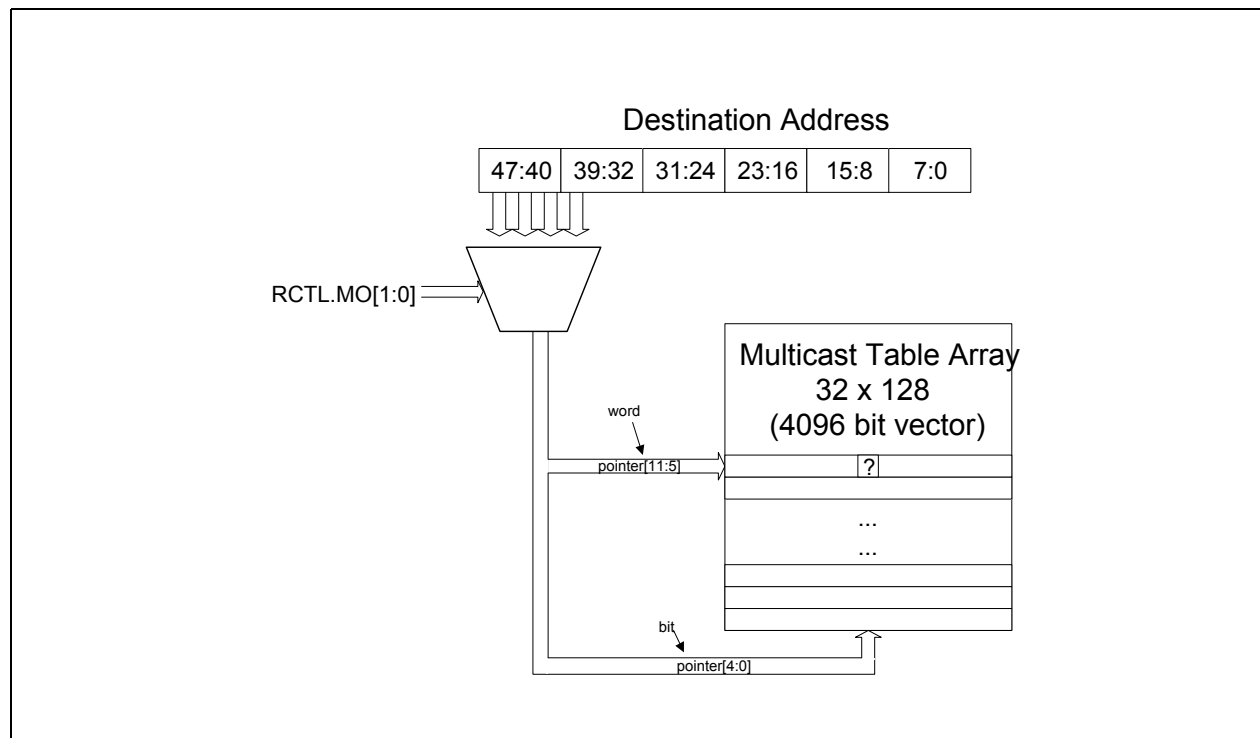 Destination Address
47:40 39:32 31:24 23:16 15:8 7:0
RCTL.MO[1:0]
Multicast Table Array
32 x 128
(4096 bit vector)
word
pointer[11:5]
?
...
...
bit
pointer[4:0]